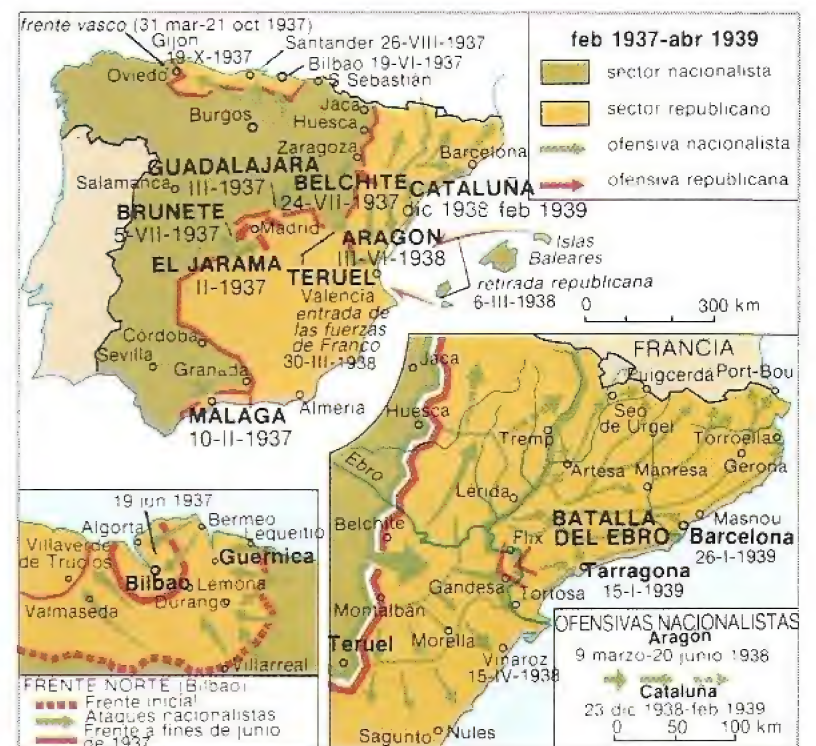 frente vasco (31 mar-21 oct 1937)
Gijón
19-X-1937
Santander 26-VIII-1937
Bilbao 19-VI-1937
Oviedo
S Sebastián
Burgos
Jaca
Huesca
Zaragoza
Barcelona
GUADALAJARA
III-1937
Salamanca
BELCHITE
24-VII-1937
CATALUÑA
dic 1938 feb 1939
BRUNETE
5-VII-1937
Madrid
ARAGON
III-VI-1938
EL JARAMA
II-1937
TERUEL
Valencia
entrada de
las fuerzas
de Franco
30-III-1938
Islas
Baleares
retirada republicana
6-III-1938
0 300 km
Córdoba
Sevilla
Granada
MÁLAGA
10-II-1937
Almería
feb 1937-abr 1939
sector nacionalista
sector republicano
ofensiva nacionalista
ofensiva republicana
FRANCIA
Jaca
Puigcerdá
Port-Bou
Huesca
Seo
de Urgel
Tremp
Torroella
Gerona
Ebro
Artesa
Manresa
Lérida
Belchite
BATALLA
DEL EBRO
Flix
Masnou
Barcelona
26-I-1939
Gandesa
Tarragona
15-I-1939
Tortosa
Montalbán
Teruel
Morella
Vinaroz
15-IV-1938
Sagunto
Nules
OFENSIVAS NACIONALISTAS
Aragón
9 marzo-20 junio 1938
Cataluña
23 dic 1938-feb 1939
0 50 100 km
19 jun 1937
Algorta
Bermeo
Lequeitio
Villaverde
de Trucios
Guernica
Bilbao
Lemona
Durango
Valmaseda
Villarreal
FRENTE NORTE (Bilbao)
Frente inicial
Ataques nacionalistas
Frente a fines de junio
de 1937